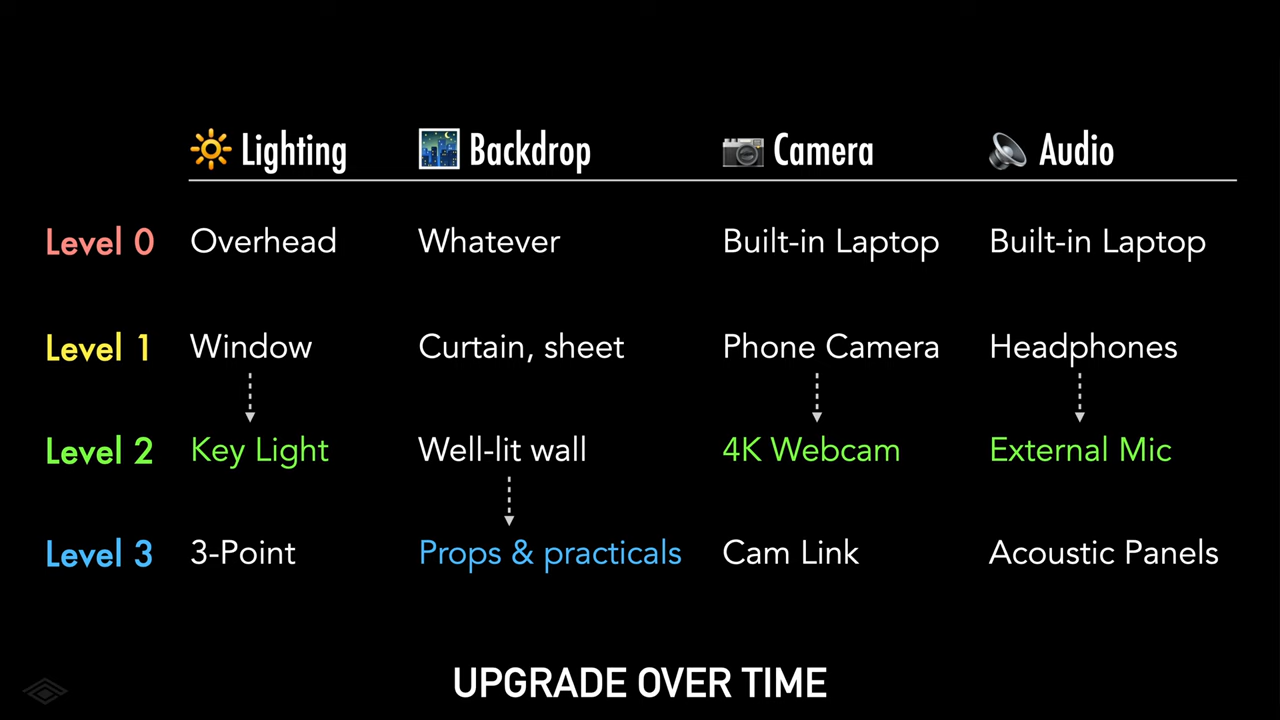 Lighting Backdrop Camera Audio
Level 0 Overhead Whatever Built-in Laptop Built-in Laptop
Level 1 Window Curtain, sheet Phone Camera Headphones
Level 2 Key Light Well-lit wall 4K Webcam External Mic
Level 3 3-Point Props & practicals Cam Link Acoustic Panels
UPGRADE OVER TIME